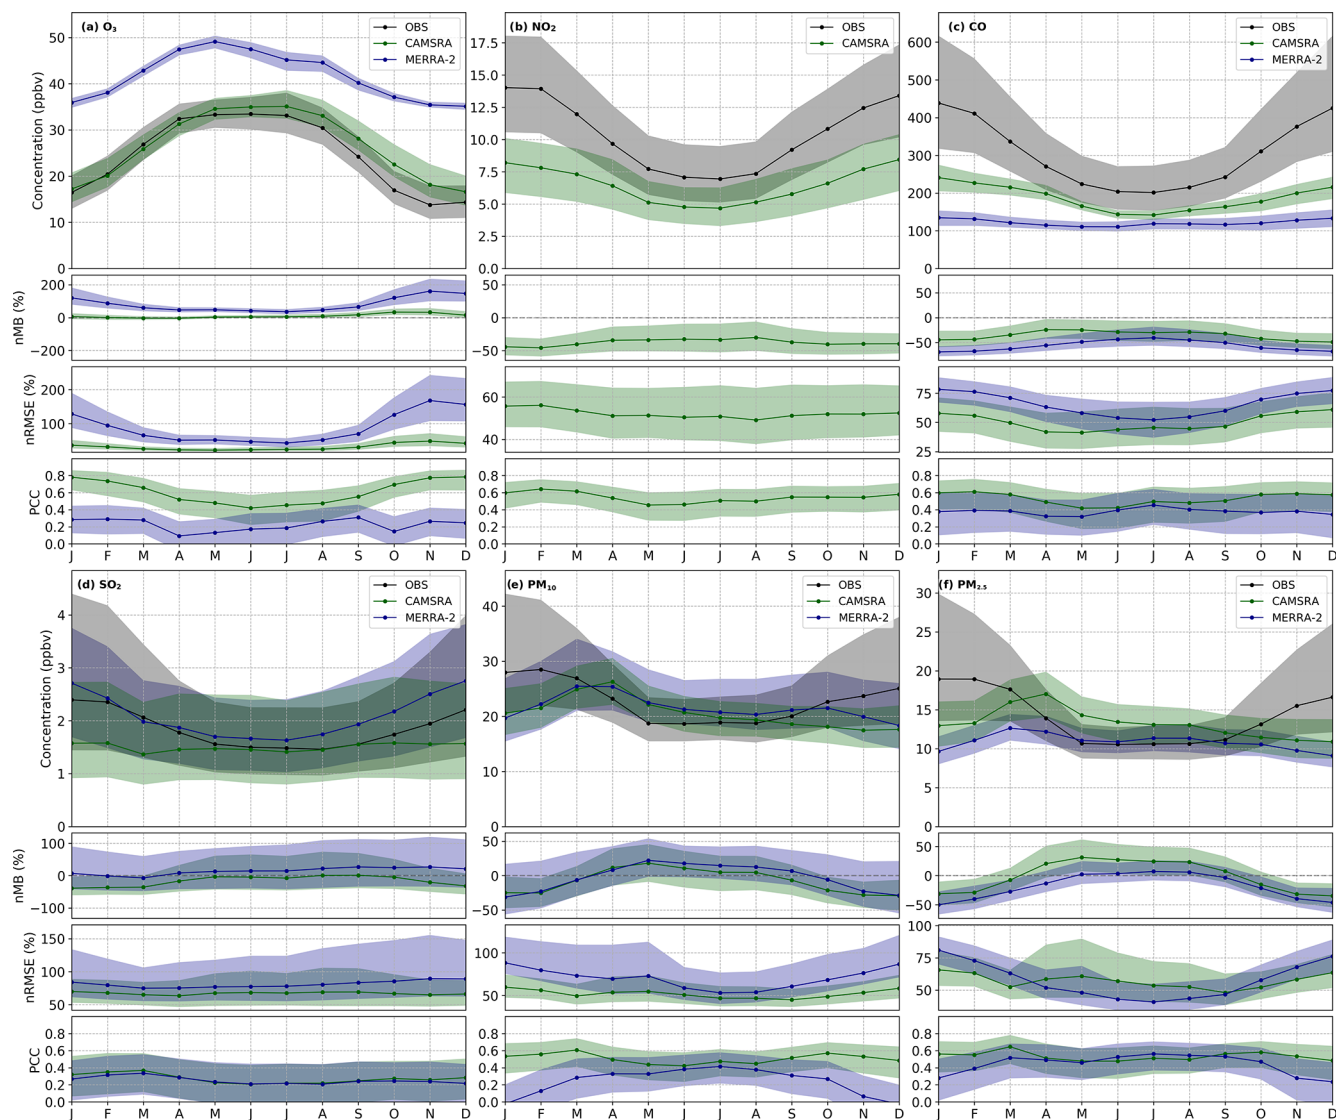 (a) O₃
OBS
CAMSRA
MERRA-2
Concentration (ppbv)
50
40
30
20
10
0
nMB (%)
200
0
−200
nRMSE (%)
200
100
PCC
0.8
0.6
0.4
0.2
0.0
J F M A M J J A S O N D
(b) NO₂
OBS
CAMSRA
17.5
15.0
12.5
10.0
7.5
5.0
2.5
0.0
50
0
−50
60
40
0.8
0.6
0.4
0.2
0.0
J F M A M J J A S O N D
(c) CO
OBS
CAMSRA
MERRA-2
600
500
400
300
200
100
0
50
0
−50
75
50
25
0.8
0.6
0.4
0.2
0.0
J F M A M J J A S O N D
(d) SO₂
OBS
CAMSRA
MERRA-2
Concentration (ppbv)
4
3
2
1
0
nMB (%)
100
0
−100
nRMSE (%)
150
100
50
PCC
0.8
0.6
0.4
0.2
0.0
J F M A M J J A S O N D
(e) PM₁₀
OBS
CAMSRA
MERRA-2
40
30
20
10
0
50
0
−50
100
50
0.8
0.6
0.4
0.2
0.0
J F M A M J J A S O N D
(f) PM₂.₅
OBS
CAMSRA
MERRA-2
30
25
20
15
10
5
0
50
0
−50
100
75
50
0.8
0.6
0.4
0.2
0.0
J F M A M J J A S O N D